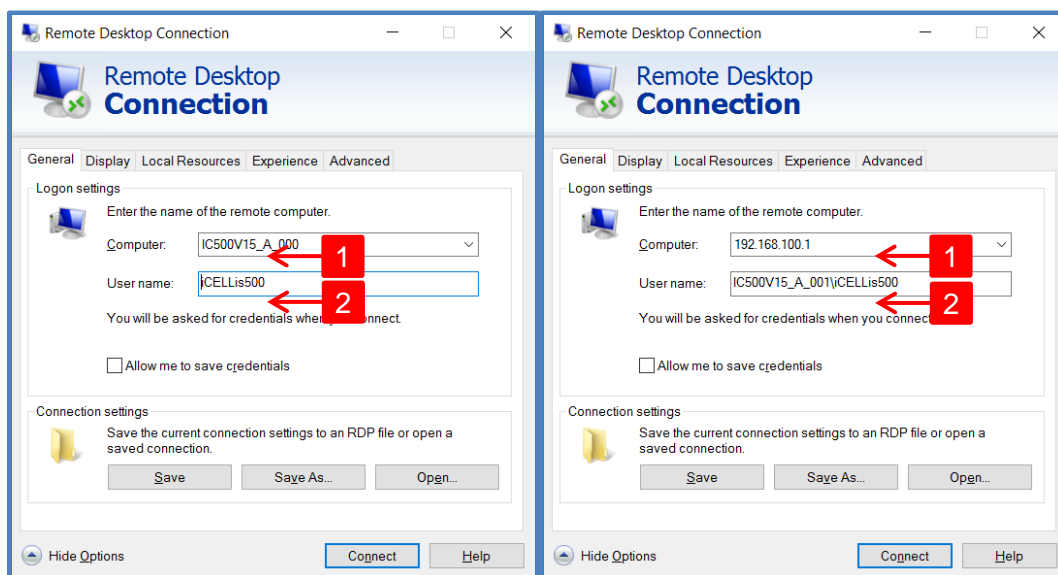 Remote Desktop Connection
Remote Desktop
Connection
General Display Local Resources Experience Advanced
Logon settings
Enter the name of the remote computer.
Computer: IC500V15_A_000
1
User name: iCELLis500
2
You will be asked for credentials when you connect.
Allow me to save credentials
Connection settings
Save the current connection settings to an RDP file or open a
saved connection.
Save Save As... Open...
Hide Options Connect Help
Remote Desktop Connection
Remote Desktop
Connection
General Display Local Resources Experience Advanced
Logon settings
Enter the name of the remote computer.
Computer: 192.168.100.1
1
User name: IC500V15_A_001\iCELLis500
2
You will be asked for credentials when you connect
Allow me to save credentials
Connection settings
Save the current connection settings to an RDP file or open a
saved connection.
Save Save As... Open...
Hide Options Connect Help